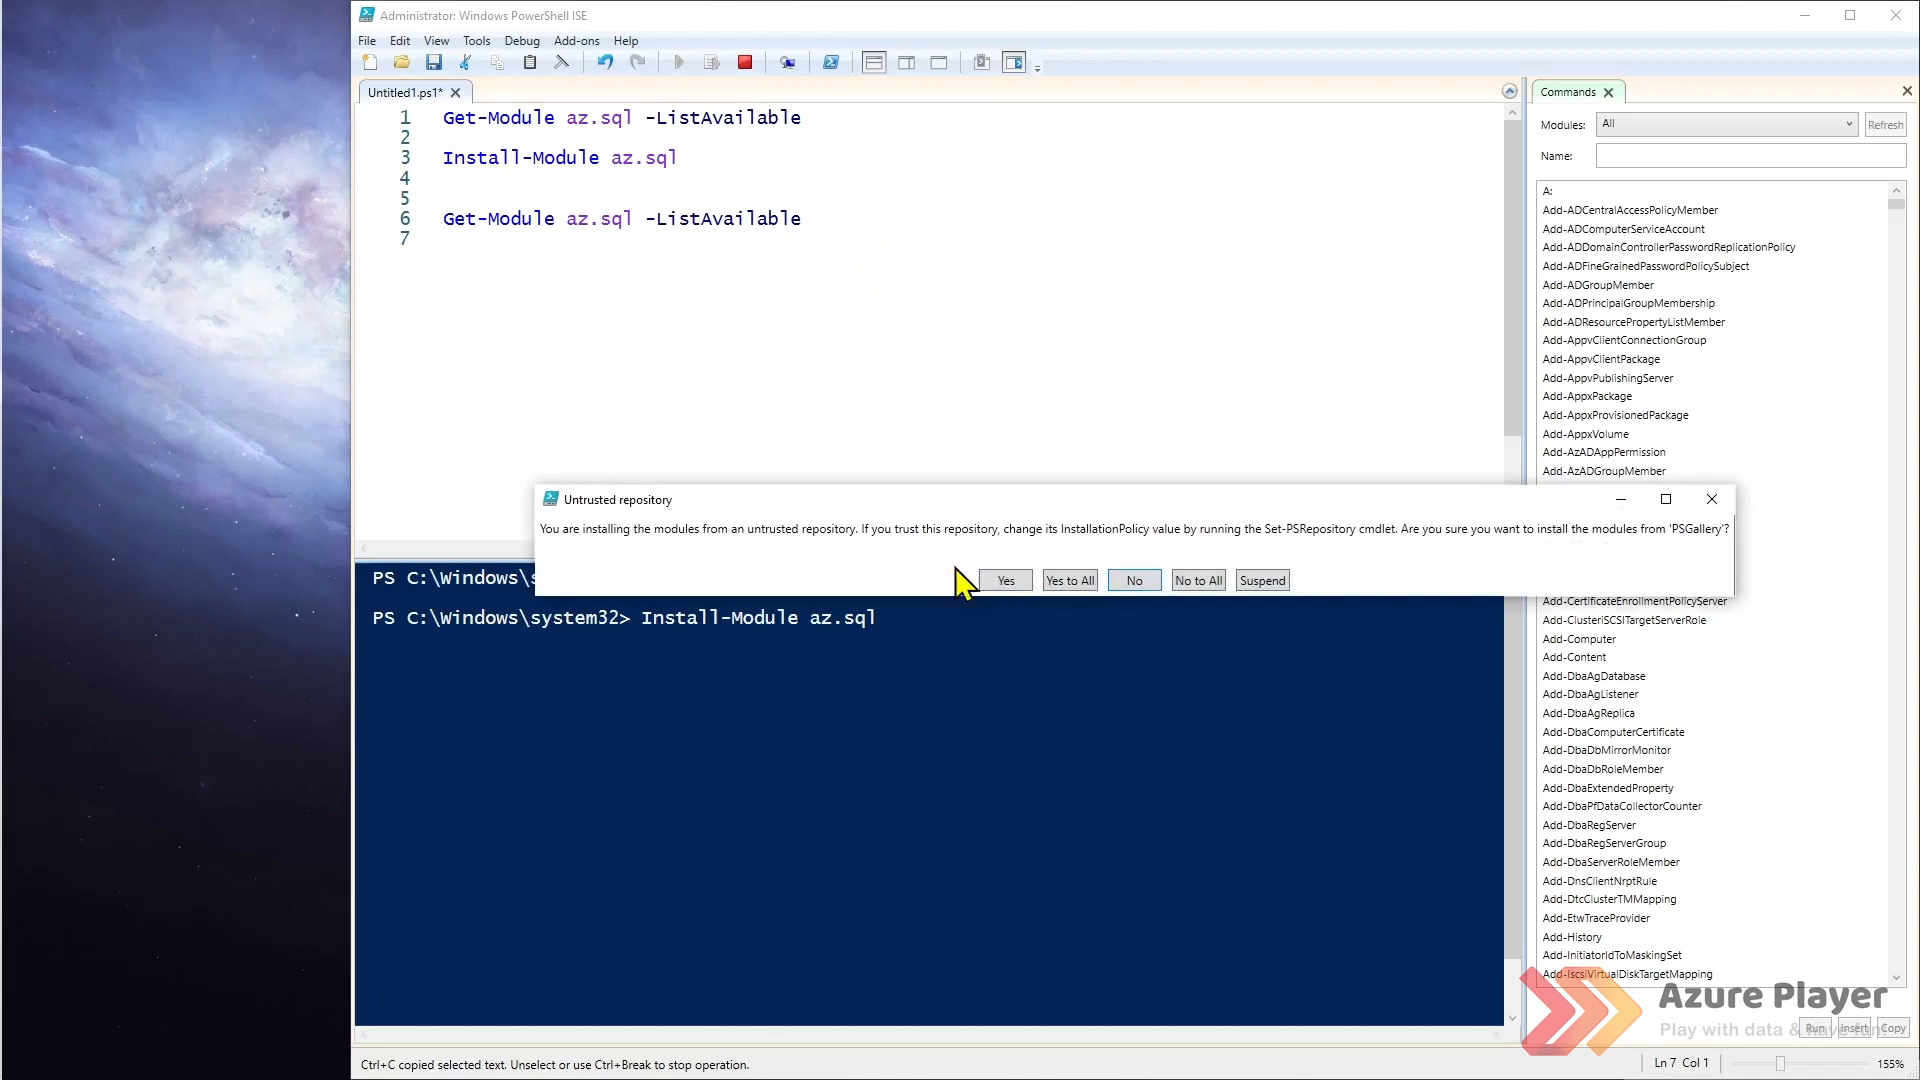 Administrator: Windows PowerShell ISE
File Edit View Tools Debug Add-ons Help
Untitled1.ps1*
Commands
1 Get-Module az.sql -ListAvailable
2
3 Install-Module az.sql
4
5
6 Get-Module az.sql -ListAvailable
7
Modules: All Refresh
Name:
A:
Add-ADCentralAccessPolicyMember
Add-ADComputerServiceAccount
Add-ADDomainControllerPasswordReplicationPolicy
Add-ADFineGrainedPasswordPolicySubject
Add-ADGroupMember
Add-ADPrincipalGroupMembership
Add-ADResourcePropertyListMember
Add-AppvClientConnectionGroup
Add-AppvClientPackage
Add-AppvPublishingServer
Add-AppxPackage
Add-AppxProvisionedPackage
Add-AppxVolume
Add-AzADAppPermission
Add-AzADGroupMember
Untrusted repository
You are installing the modules from an untrusted repository. If you trust this repository, change its InstallationPolicy value by running the Set-PSRepository cmdlet. Are you sure you want to install the modules from 'PSGallery'?
Yes Yes to All No No to All Suspend
PS C:\Windows\s
PS C:\Windows\system32> Install-Module az.sql
Add-CertificateEnrollmentPolicyServer
Add-ClusteriSCSITargetServerRole
Add-Computer
Add-Content
Add-DbaAgDatabase
Add-DbaAgListener
Add-DbaAgReplica
Add-DbaComputerCertificate
Add-DbaDbMirrorMonitor
Add-DbaDbRoleMember
Add-DbaExtendedProperty
Add-DbaPfDataCollectorCounter
Add-DbaRegServer
Add-DbaRegServerGroup
Add-DbaServerRoleMember
Add-DnsClientNrptRule
Add-DtcClusterTMMapping
Add-EtwTraceProvider
Add-History
Add-InitiatorIdToMaskingSet
Add-IscsiVirtualDiskTargetMapping
Azure Player
Play with data &
Run Insert Copy
Ctrl+C copied selected text. Unselect or use Ctrl+Break to stop operation.
Ln 7 Col 1
155%